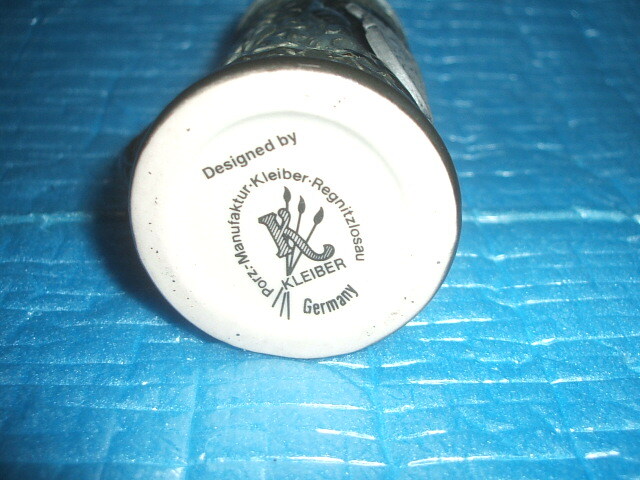 Designed by
Porz.-Manufaktur·Kleiber·Regnitzlosau
K
KLEIBER
Germany